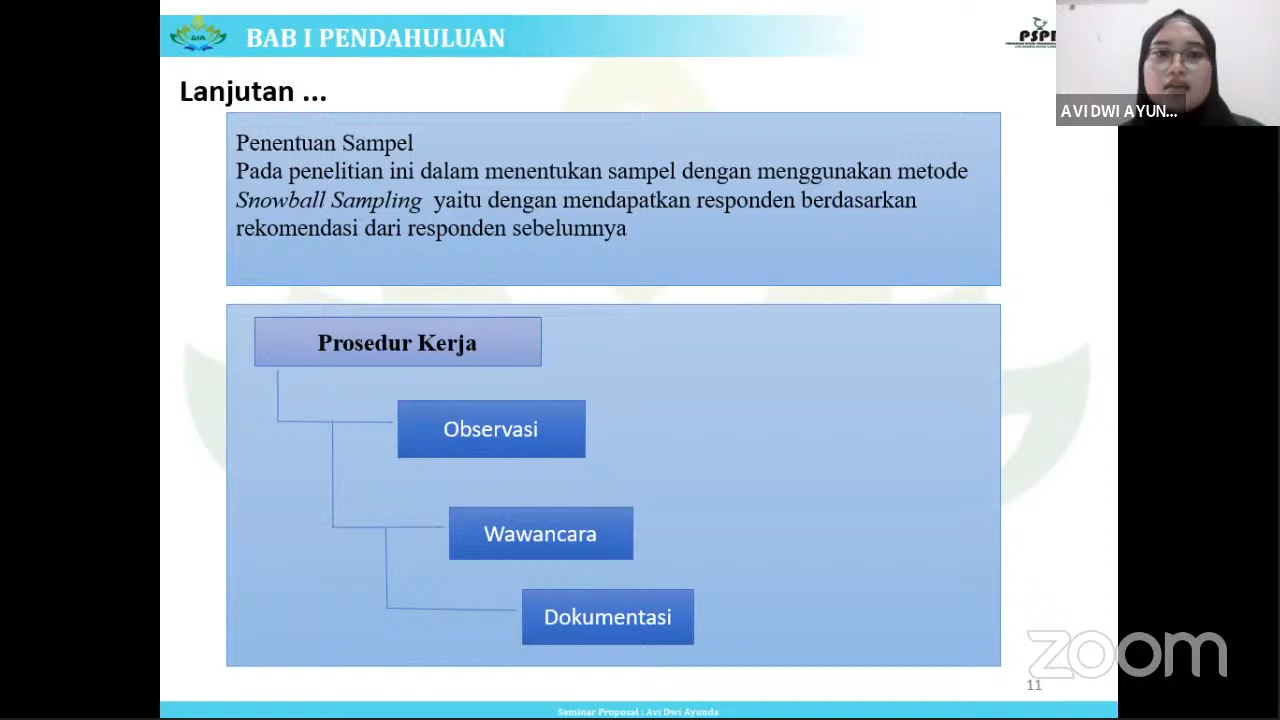 BAB I PENDAHULUAN
Lanjutan ...
AVI DWI AYUN...
Penentuan Sampel
Pada penelitian ini dalam menentukan sampel dengan menggunakan metode
Snowball Sampling yaitu dengan mendapatkan responden berdasarkan
rekomendasi dari responden sebelumnya
Prosedur Kerja
Observasi
Wawancara
Dokumentasi
zoom
11
Seminar Proposal : Avi Dwi Ayunda